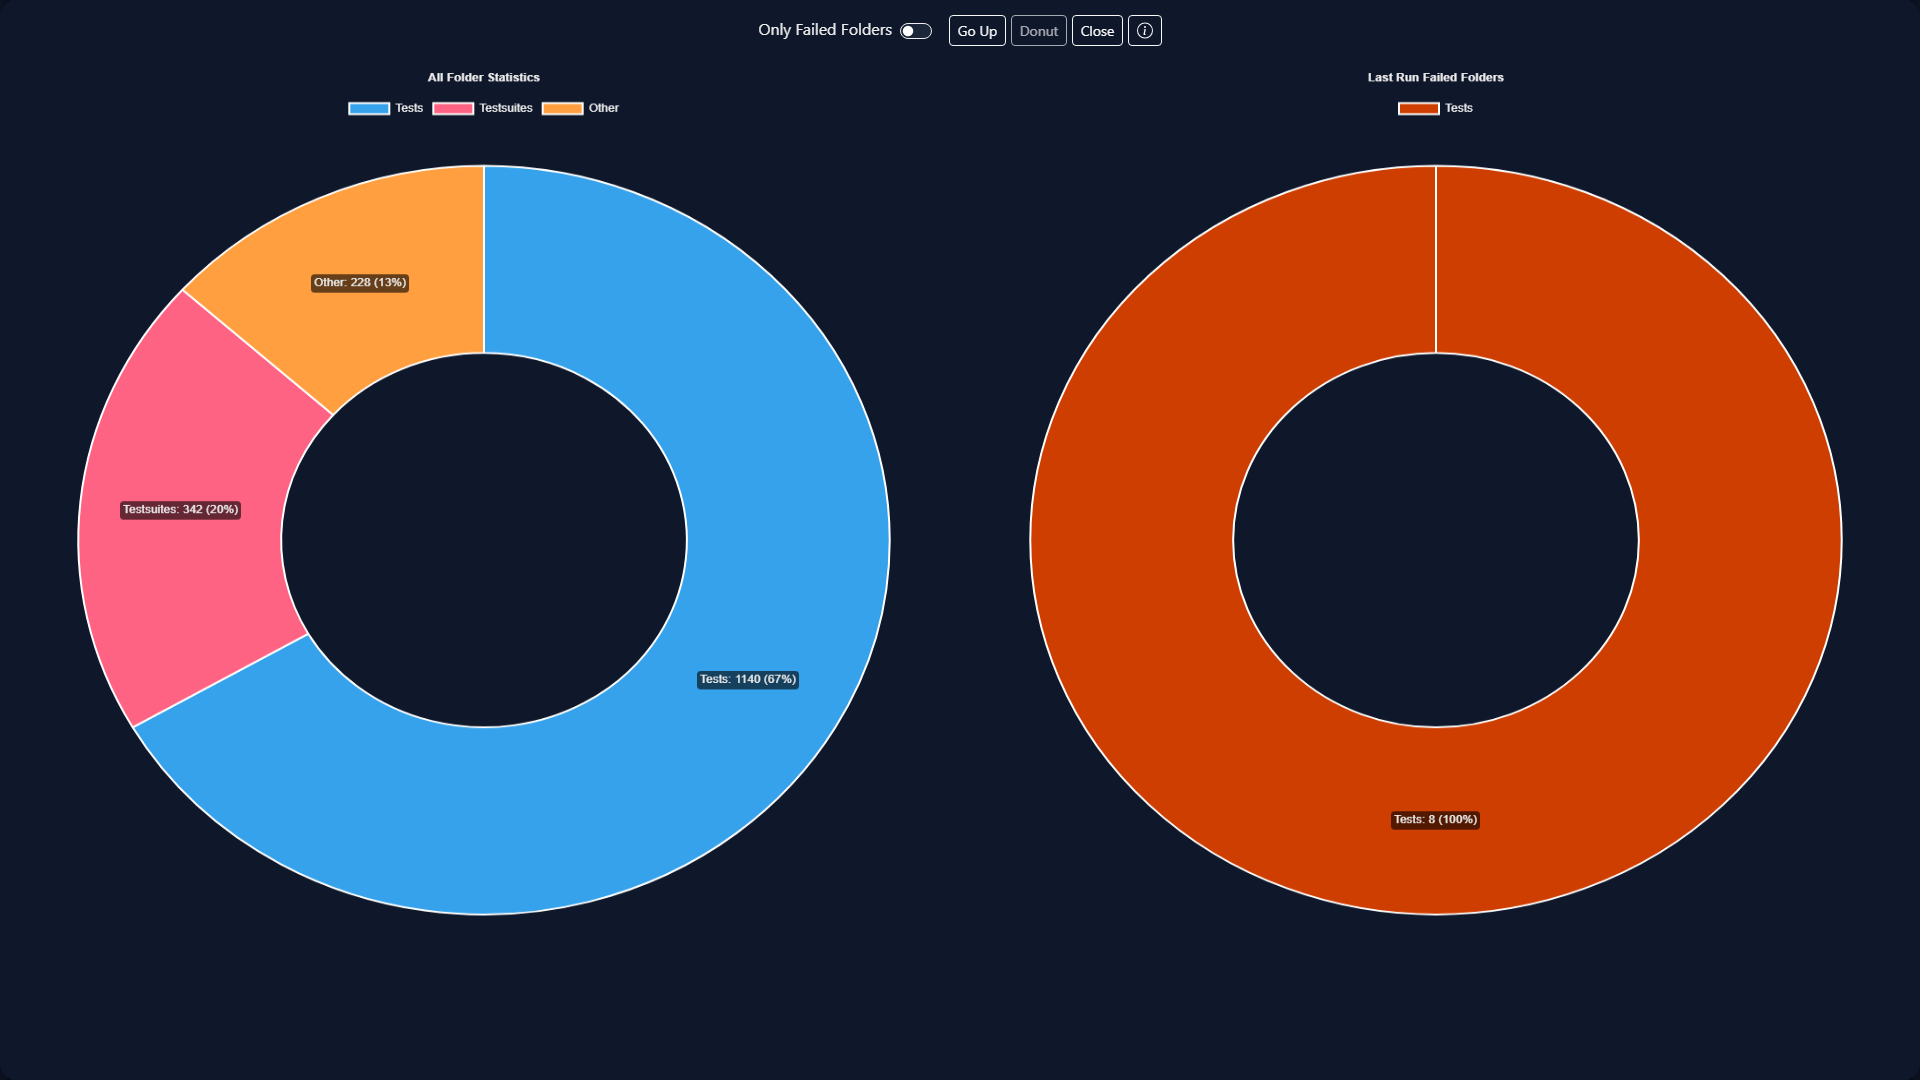 Only Failed Folders Go Up Donut Close
All Folder Statistics
Tests Testsuites Other
Other: 228 (13%)
Testsuites: 342 (20%)
Tests: 1140 (67%)
Last Run Failed Folders
Tests
Tests: 8 (100%)